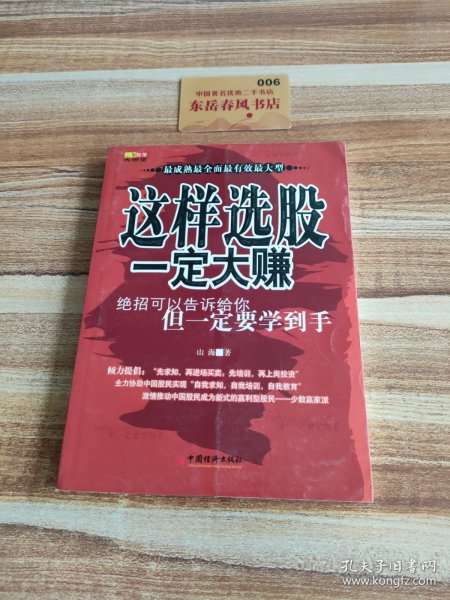 006
中国著名优质二手书店
东岳春风书店
最成熟最全面最有效最大型
这样选股
一定大赚
绝招可以告诉给你
但一定要学到手
山 海 著
倾力提倡：“先求知，再进场买卖；先培训，再上岗投资”
全力协助中国股民实现“自我求知，自我培训，自我教育”
激情推动中国股民成为新式的赢利型股民——少数赢家派
中国经济出版社
孔夫子旧书网
www.kongfz.com